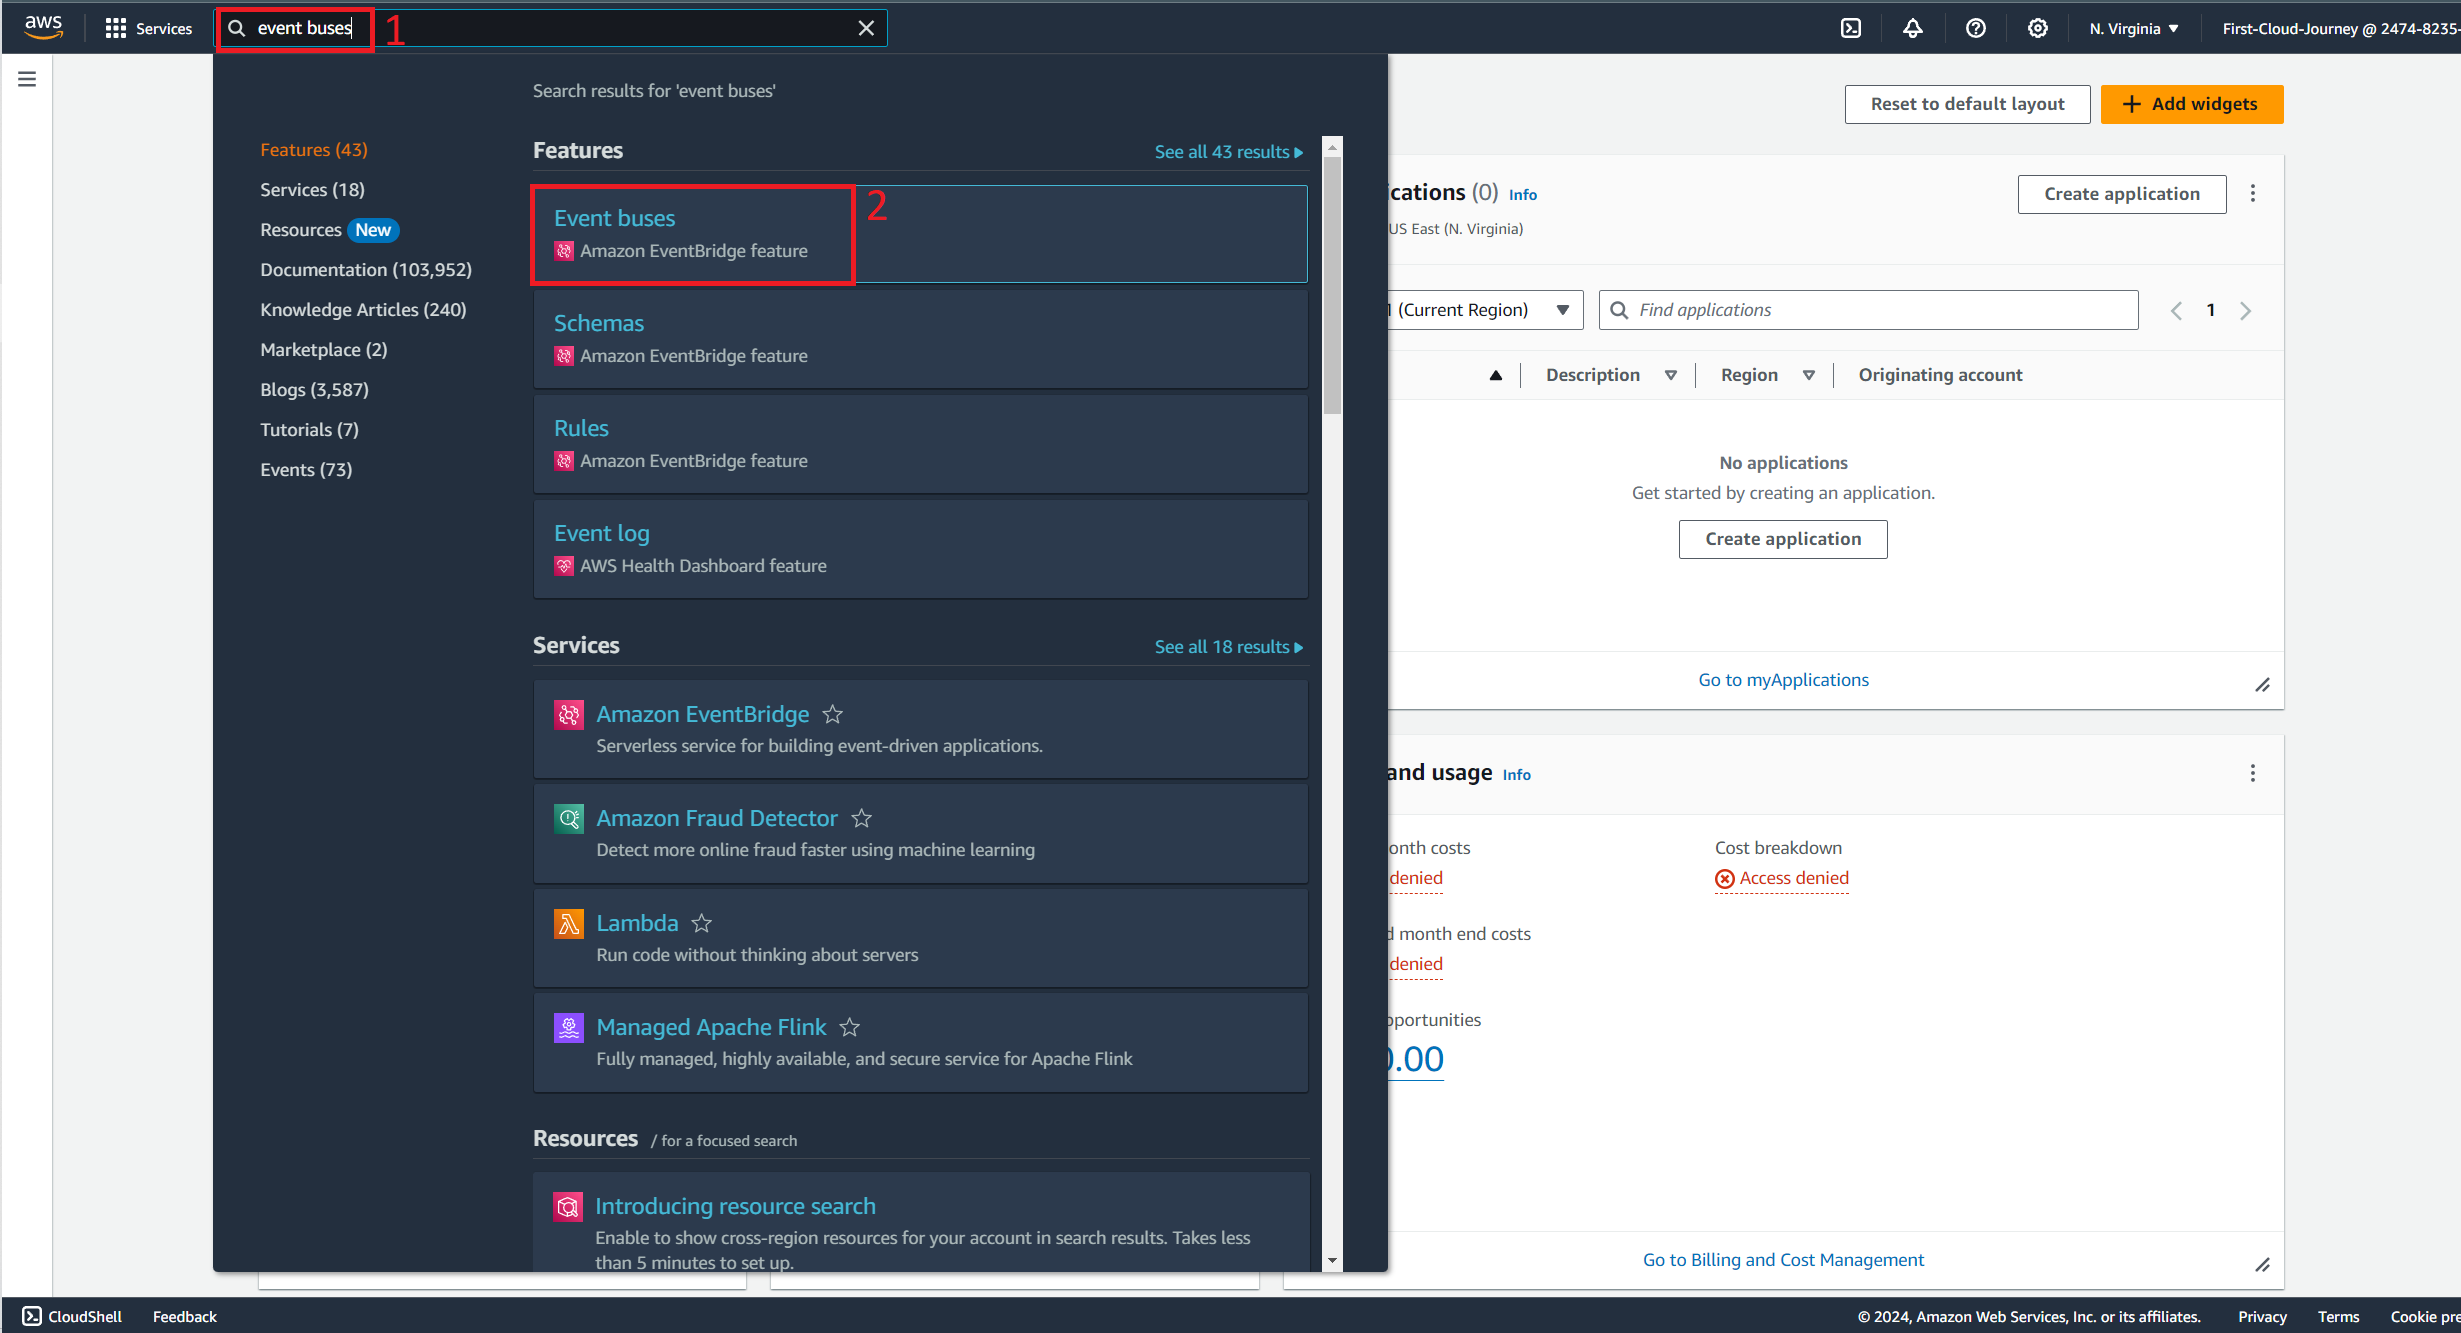 aws
Services
event buses
1
N. Virginia
First-Cloud-Journey @ 2474-8235-
Search results for 'event buses'
Features (43)
Services (18)
Resources New
Documentation (103,952)
Knowledge Articles (240)
Marketplace (2)
Blogs (3,587)
Tutorials (7)
Events (73)
Features
See all 43 results
Event buses
Amazon EventBridge feature
2
Schemas
Amazon EventBridge feature
Rules
Amazon EventBridge feature
Event log
AWS Health Dashboard feature
Services
See all 18 results
Amazon EventBridge
Serverless service for building event-driven applications.
Amazon Fraud Detector
Detect more online fraud faster using machine learning
Lambda
Run code without thinking about servers
Managed Apache Flink
Fully managed, highly available, and secure service for Apache Flink
Resources / for a focused search
Introducing resource search
Enable to show cross-region resources for your account in search results. Takes less
than 5 minutes to set up.
Reset to default layout
Add widgets
ications (0) Info
US East (N. Virginia)
Create application
1 (Current Region)
Find applications
1
Description
Region
Originating account
No applications
Get started by creating an application.
Create application
Go to myApplications
and usage Info
onth costs
denied
Cost breakdown
Access denied
d month end costs
denied
pportunities
0.00
Go to Billing and Cost Management
CloudShell
Feedback
© 2024, Amazon Web Services, Inc. or its affiliates.
Privacy
Terms
Cookie pre